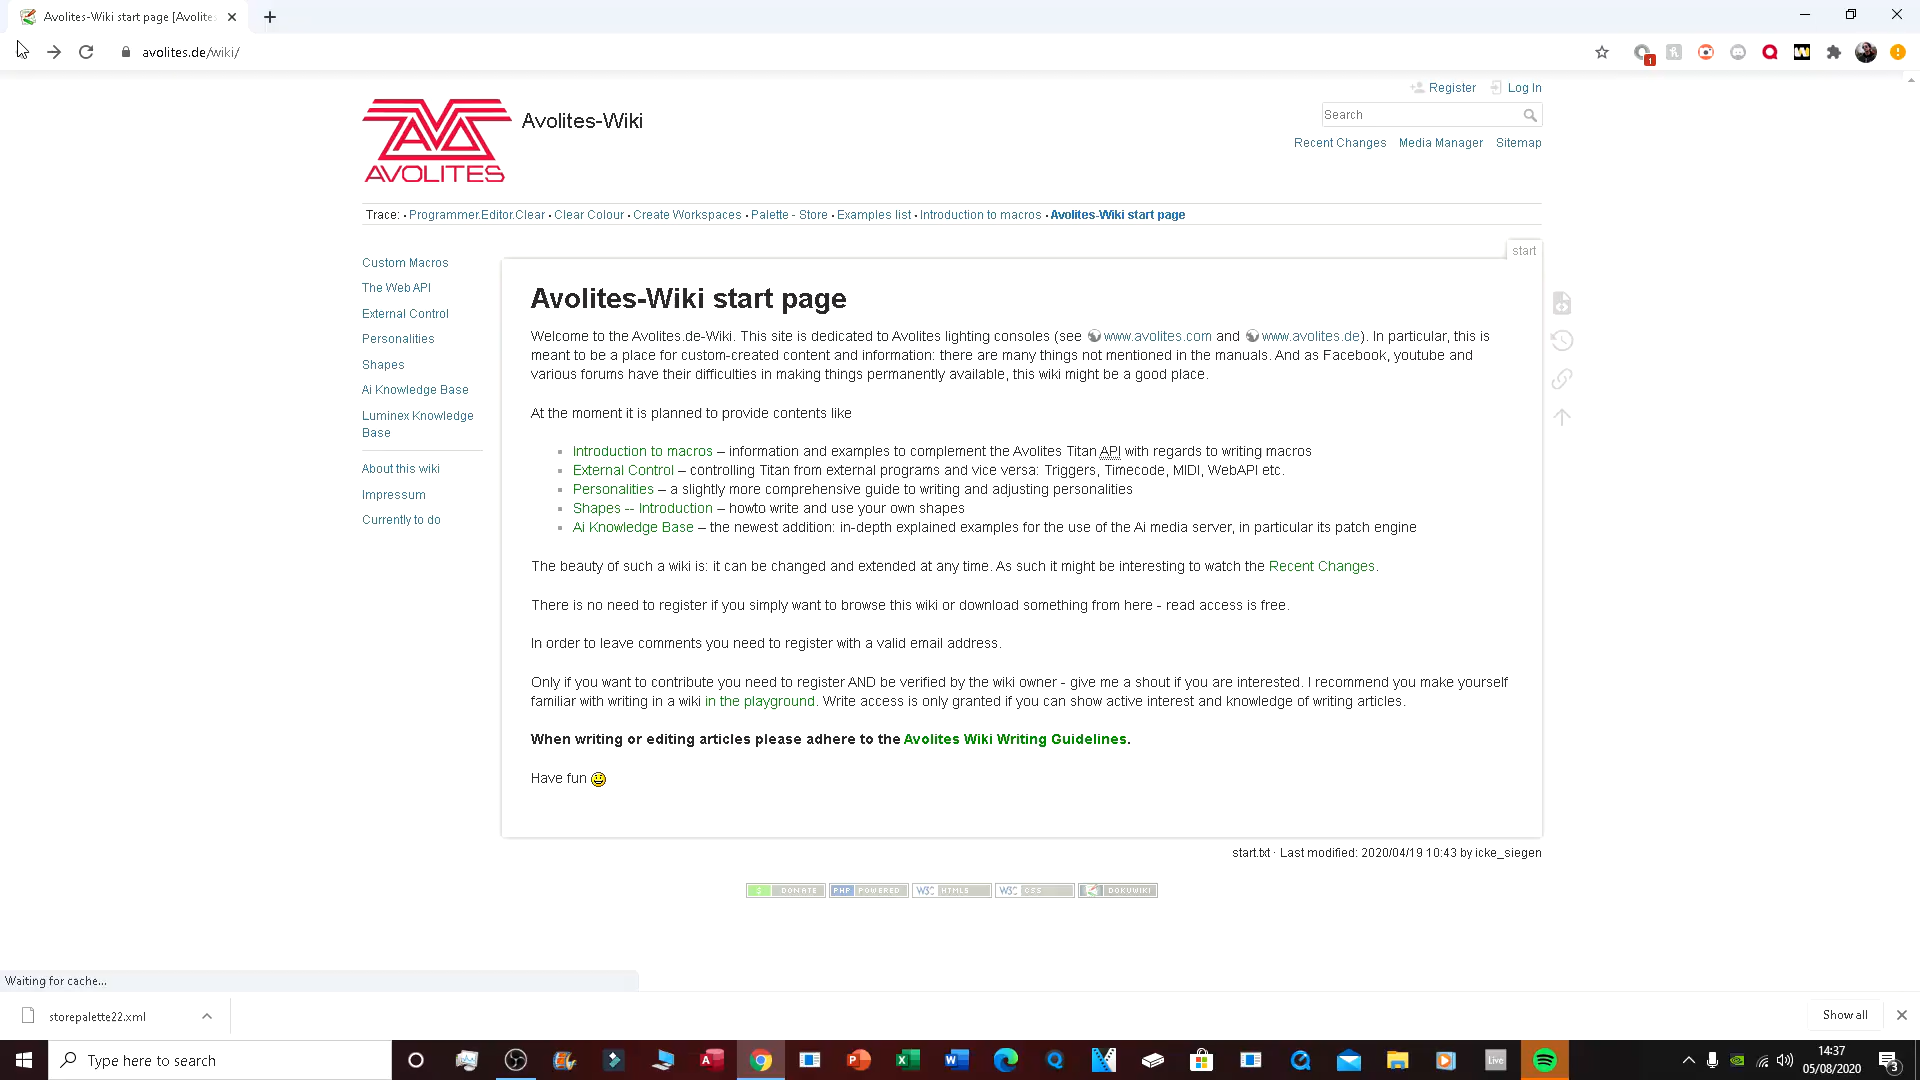 Avolites-Wiki start page [Avolites
avolites.de/wiki/
1
Register
Log In
AVOLITES
Avolites-Wiki
Search
Recent Changes Media Manager Sitemap
Trace: • Programmer.Editor.Clear • Clear Colour • Create Workspaces • Palette - Store • Examples list • Introduction to macros • Avolites-Wiki start page
start
Custom Macros
The Web API
External Control
Personalities
Shapes
Ai Knowledge Base
Luminex Knowledge
Base
About this wiki
Impressum
Currently to do
Avolites-Wiki start page
Welcome to the Avolites.de-Wiki. This site is dedicated to Avolites lighting consoles (see www.avolites.com and www.avolites.de). In particular, this is
meant to be a place for custom-created content and information: there are many things not mentioned in the manuals. And as Facebook, youtube and
various forums have their difficulties in making things permanently available, this wiki might be a good place.
At the moment it is planned to provide contents like
Introduction to macros – information and examples to complement the Avolites Titan API with regards to writing macros
External Control – controlling Titan from external programs and vice versa: Triggers, Timecode, MIDI, WebAPI etc.
Personalities – a slightly more comprehensive guide to writing and adjusting personalities
Shapes -- Introduction – howto write and use your own shapes
Ai Knowledge Base – the newest addition: in-depth explained examples for the use of the Ai media server, in particular its patch engine
The beauty of such a wiki is: it can be changed and extended at any time. As such it might be interesting to watch the Recent Changes.
There is no need to register if you simply want to browse this wiki or download something from here - read access is free.
In order to leave comments you need to register with a valid email address.
Only if you want to contribute you need to register AND be verified by the wiki owner - give me a shout if you are interested. I recommend you make yourself
familiar with writing in a wiki in the playground. Write access is only granted if you can show active interest and knowledge of writing articles.
When writing or editing articles please adhere to the Avolites Wiki Writing Guidelines.
Have fun
start.txt · Last modified: 2020/04/19 10:43 by icke_siegen
$ DONATE PHP POWERED W3C HTML5 W3C CSS DOKUWIKI
Waiting for cache...
storepalette22.xml
Show all
Type here to search
Live
14:37
05/08/2020
3